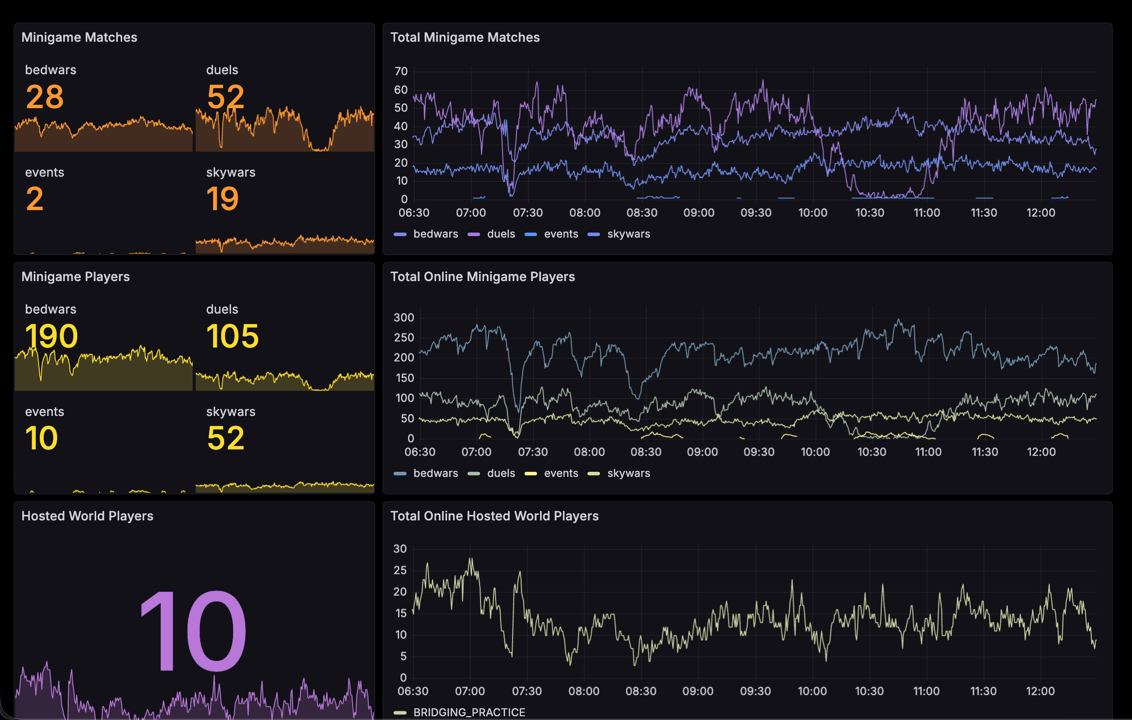 Minigame Matches
bedwars
28
duels
52
events
2
skywars
19
Total Minigame Matches
70
60
50
40
30
20
10
0
06:30 07:00 07:30 08:00 08:30 09:00 09:30 10:00 10:30 11:00 11:30 12:00
bedwars duels events skywars
Minigame Players
bedwars
190
duels
105
events
10
skywars
52
Total Online Minigame Players
300
250
200
150
100
50
0
06:30 07:00 07:30 08:00 08:30 09:00 09:30 10:00 10:30 11:00 11:30 12:00
bedwars duels events skywars
Hosted World Players
10
Total Online Hosted World Players
30
25
20
15
10
5
0
06:30 07:00 07:30 08:00 08:30 09:00 09:30 10:00 10:30 11:00 11:30 12:00
BRIDGING_PRACTICE